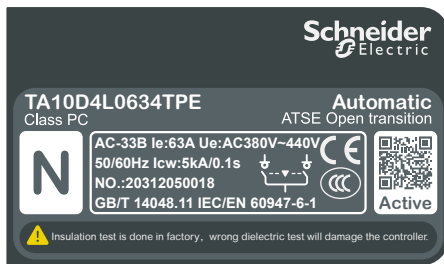 Schneider
Electric
TA10D4L0634TPE
Automatic
Class PC
ATSE Open transition
N
AC-33B Ie:63A Ue:AC380V~440V
50/60Hz Icw:5kA/0.1s
NO.:20312050018
GB/T 14048.11 IEC/EN 60947-6-1
CE
CCC
Active
Insulation test is done in factory, wrong dielectric test will damage the controller.